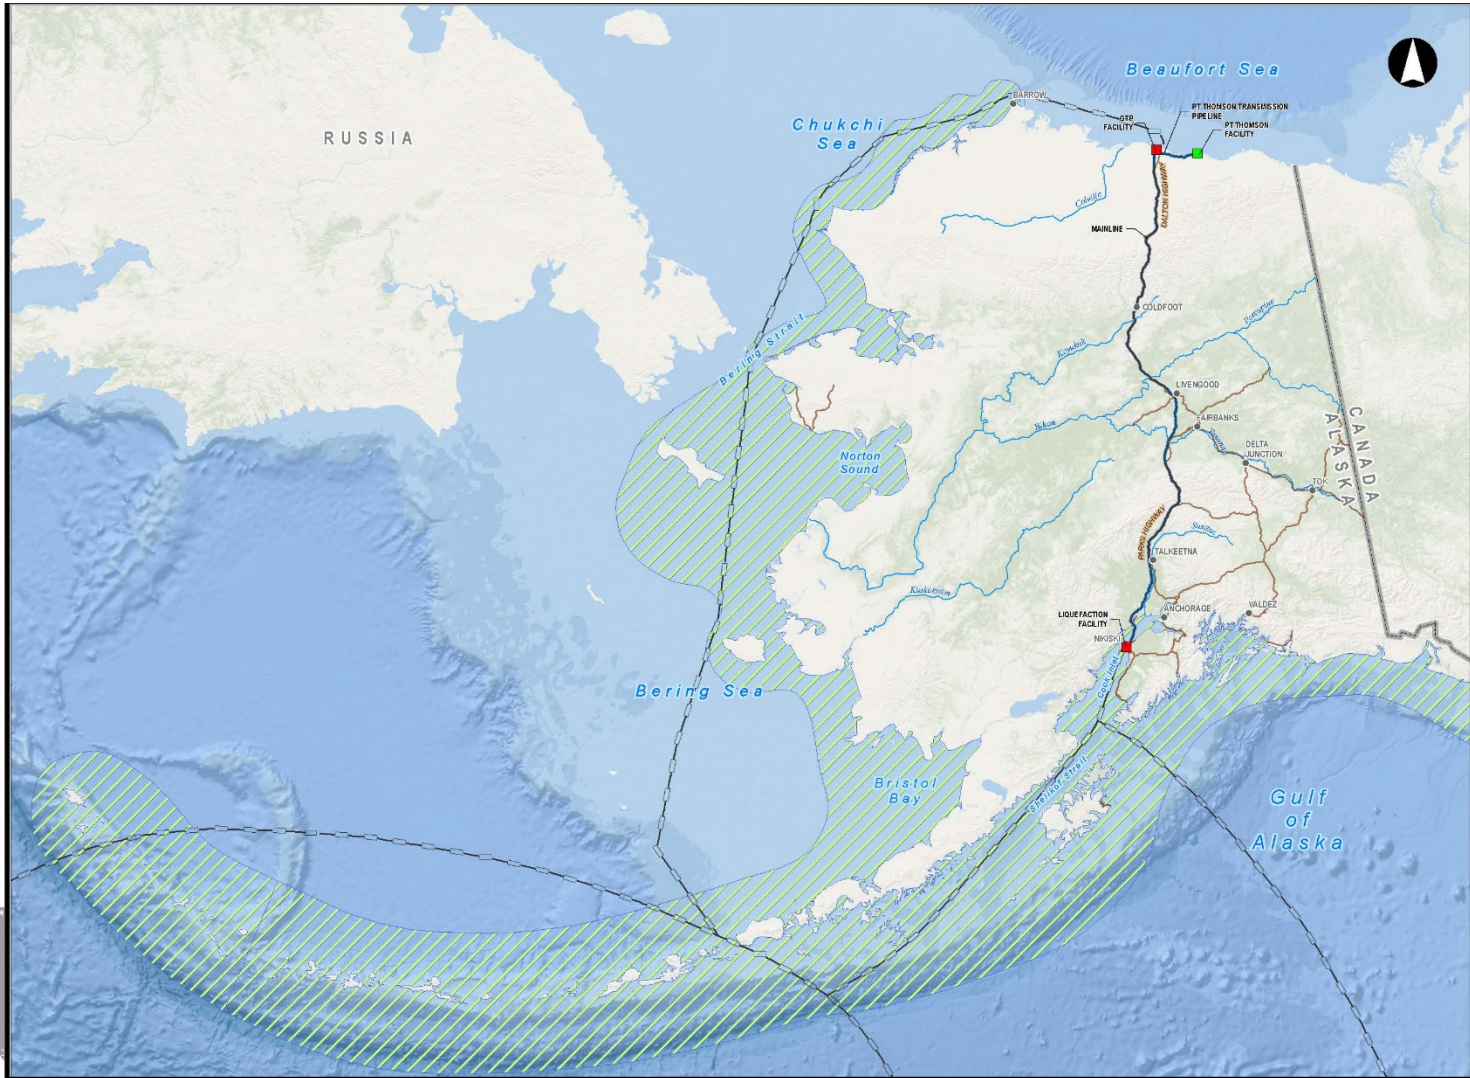 Beaufort Sea
BARROW
Chukchi
Sea
RUSSIA
GTP
FACILITY
PT THOMSON TRANSMISSION
PIPELINE
PT THOMSON
FACILITY
DALTON HIGHWAY
Colville
MAINLINE
COLDFOOT
Porcupine
Bering Strait
Koyukuk
LIVENGOOD
FAIRBANKS
Yukon
Tanana
CANADA
ALASKA
DELTA
JUNCTION
Norton
Sound
TOK
PARKS HIGHWAY
Susitna
TALKEETNA
Kuskokwim
LIQUEFACTION
FACILITY
ANCHORAGE
VALDEZ
NIKISKI
Cook Inlet
Bering Sea
Bristol
Bay
Shelikof Strait
Gulf
of
Alaska